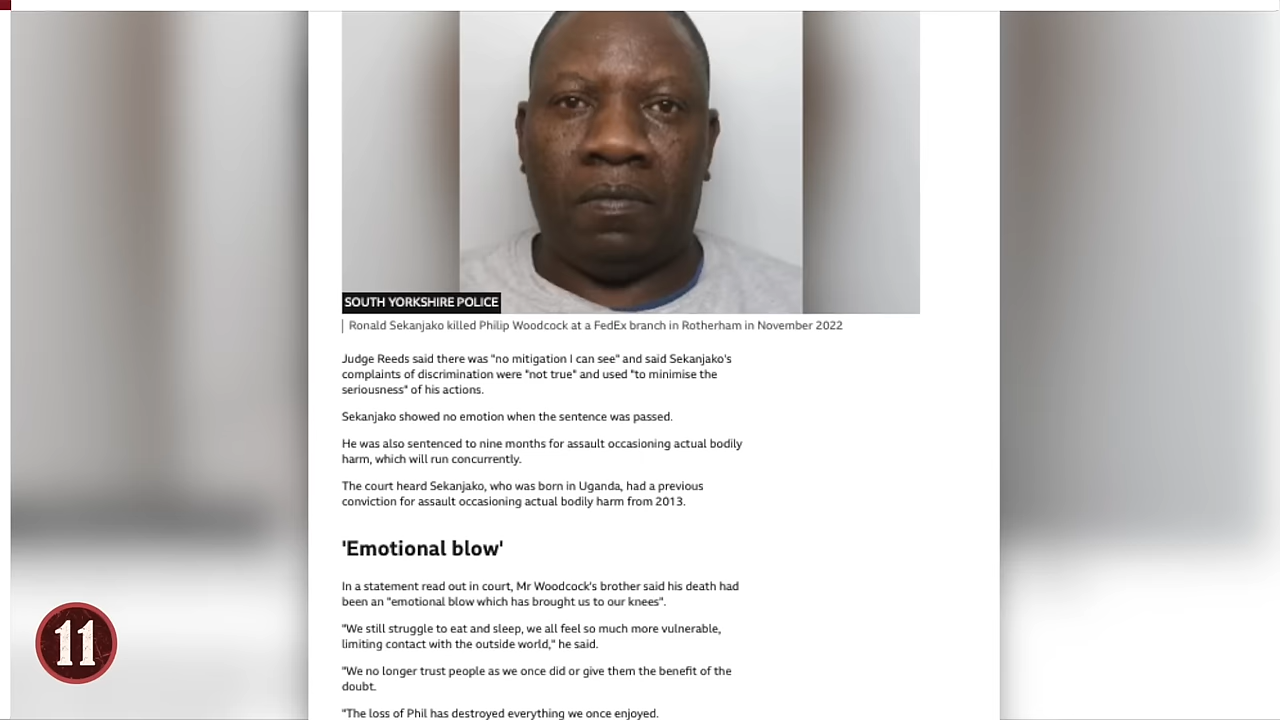 SOUTH YORKSHIRE POLICE
Ronald Sekanjako killed Philip Woodcock at a FedEx branch in Rotherham in November 2022
Judge Reeds said there was "no mitigation I can see" and said Sekanjako's
complaints of discrimination were "not true" and used "to minimise the
seriousness" of his actions.
Sekanjako showed no emotion when the sentence was passed.
He was also sentenced to nine months for assault occasioning actual bodily
harm, which will run concurrently.
The court heard Sekanjako, who was born in Uganda, had a previous
conviction for assault occasioning actual bodily harm from 2013.
'Emotional blow'
In a statement read out in court, Mr Woodcock's brother said his death had
been an "emotional blow which has brought us to our knees".
"We still struggle to eat and sleep, we all feel so much more vulnerable,
limiting contact with the outside world," he said.
"We no longer trust people as we once did or give them the benefit of the
doubt.
"The loss of Phil has destroyed everything we once enjoyed.
11